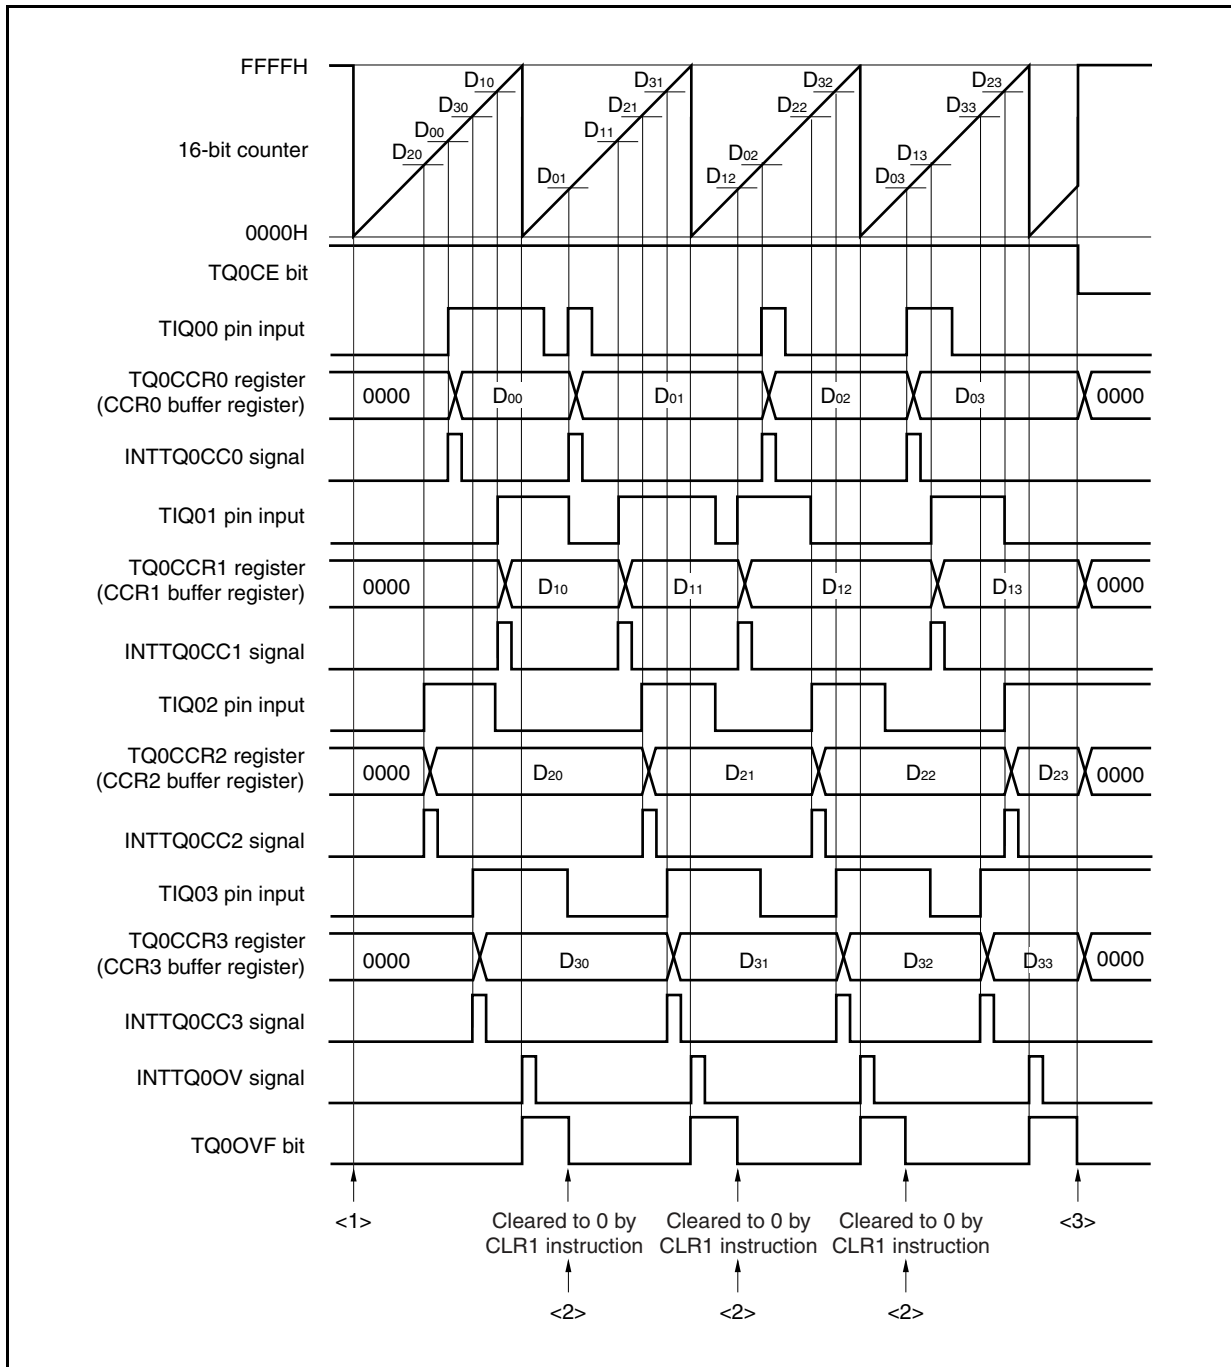 FFFFH
D10
D31
D32
D23
D30
D21
D22
D33
D00
D11
16-bit counter
D20
D02
D13
D01
D12
D03
0000H
TQ0CE bit
TIQ00 pin input
TQ0CCR0 register
(CCR0 buffer register)
0000
D00
D01
D02
D03
0000
INTTQ0CC0 signal
TIQ01 pin input
TQ0CCR1 register
(CCR1 buffer register)
0000
D10
D11
D12
D13
0000
INTTQ0CC1 signal
TIQ02 pin input
TQ0CCR2 register
(CCR2 buffer register)
0000
D20
D21
D22
D23
0000
INTTQ0CC2 signal
TIQ03 pin input
TQ0CCR3 register
(CCR3 buffer register)
0000
D30
D31
D32
D33
0000
INTTQ0CC3 signal
INTTQ0OV signal
TQ0OVF bit
<1>
Cleared to 0 by
CLR1 instruction
Cleared to 0 by
CLR1 instruction
Cleared to 0 by
CLR1 instruction
<3>
<2>
<2>
<2>